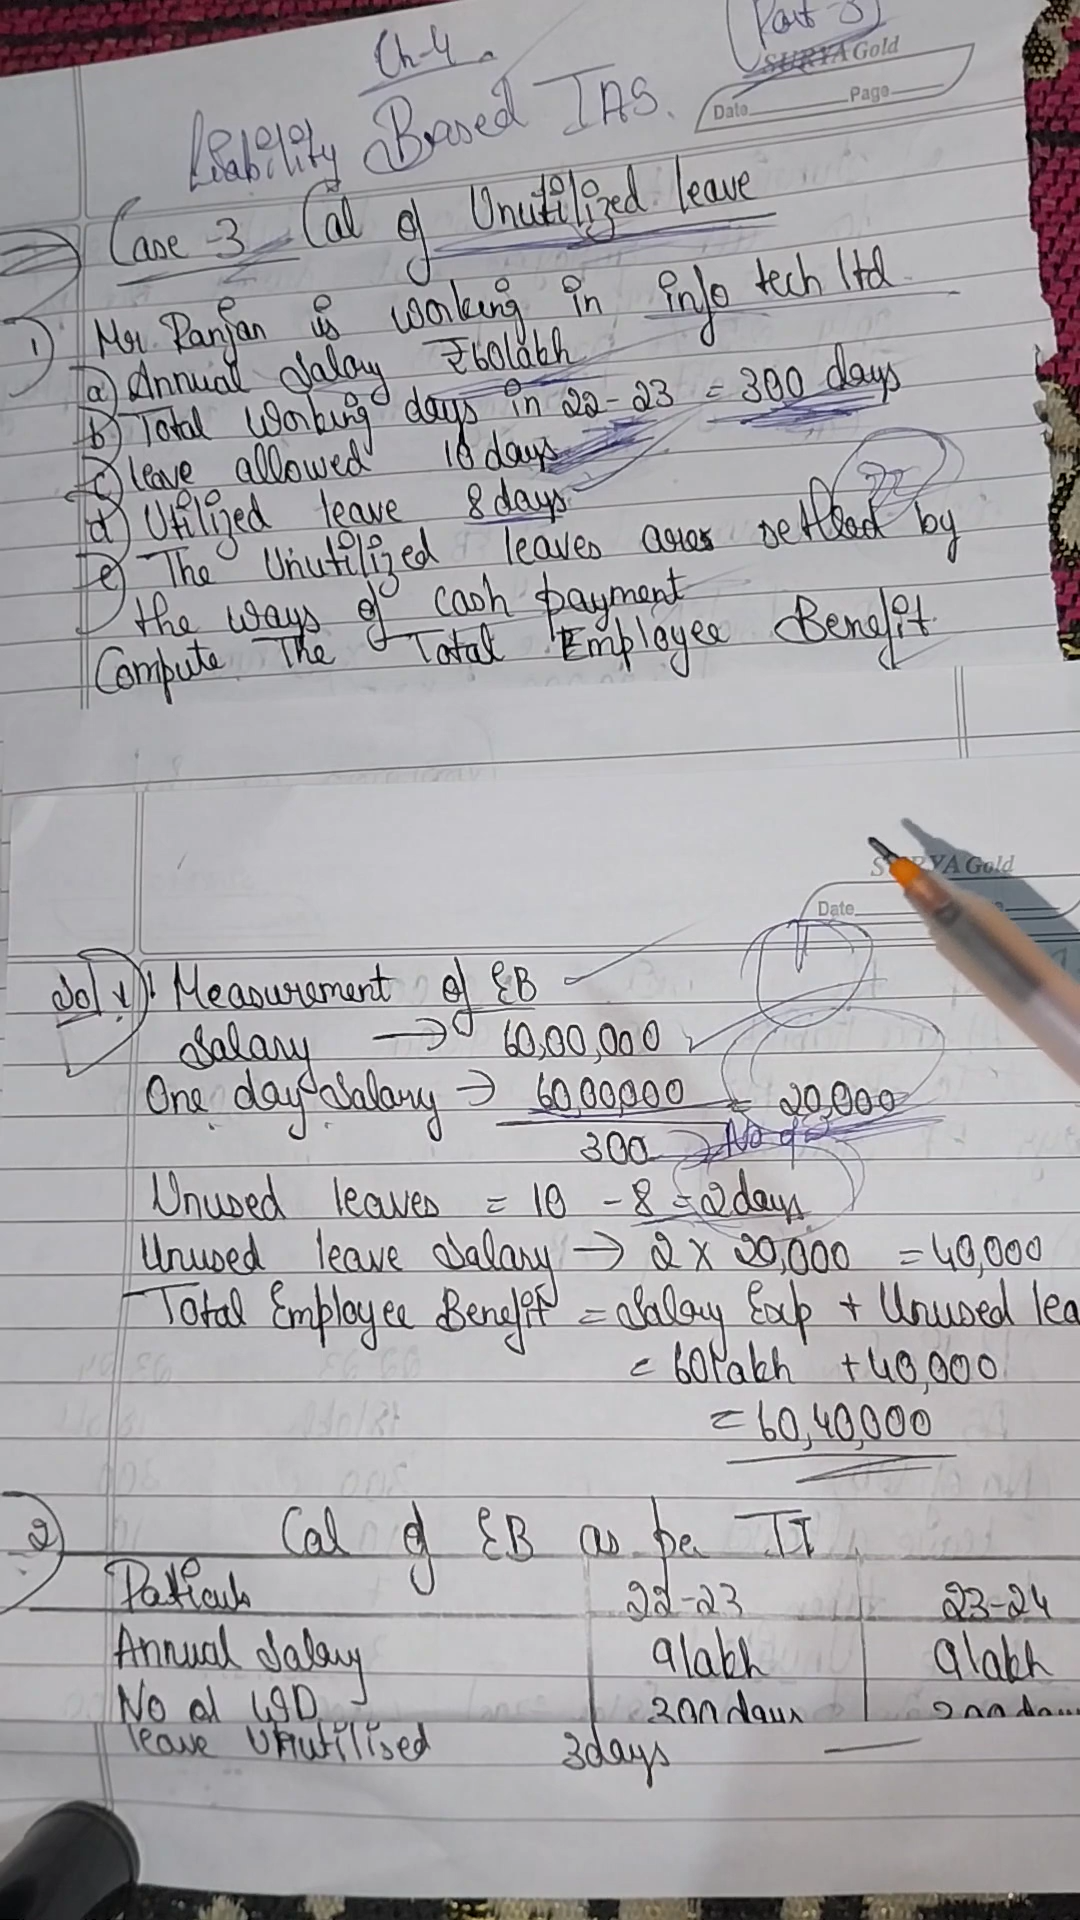 Ch-4
(Part-3)
SURYA Gold
Date Page
Liability Based IAS.
Case-3 Cal of Unutilized leave
1) Mr. Ranjan is working in info tech ltd
a) Annual Salary ₹60lakh
b) Total Working days in 22-23 = 300 days
c) leave allowed 10 days
d) Utilized leave 8 days
e) The Unutilized leaves are settled by
the ways of cash payment
Compute The Total Employee Benefit.
SURYA Gold
Date
Sol 1) Measurement of EB
Salary → 60,00,000
One day Salary → 60,00,000 = 20,000
300 → No of
Unused leaves = 10 - 8 = 2 days
Unused leave Salary → 2 x 20,000 = 40,000
Total Employee Benefit = Salary Exp + Unused lea
= 60lakh + 40,000
= 60,40,000
2) Cal of EB as per II
22-23 23-24
Annual Salary 9lakh 9lakh
No of WD 300 days 300 da
leave Unutilised 3days —